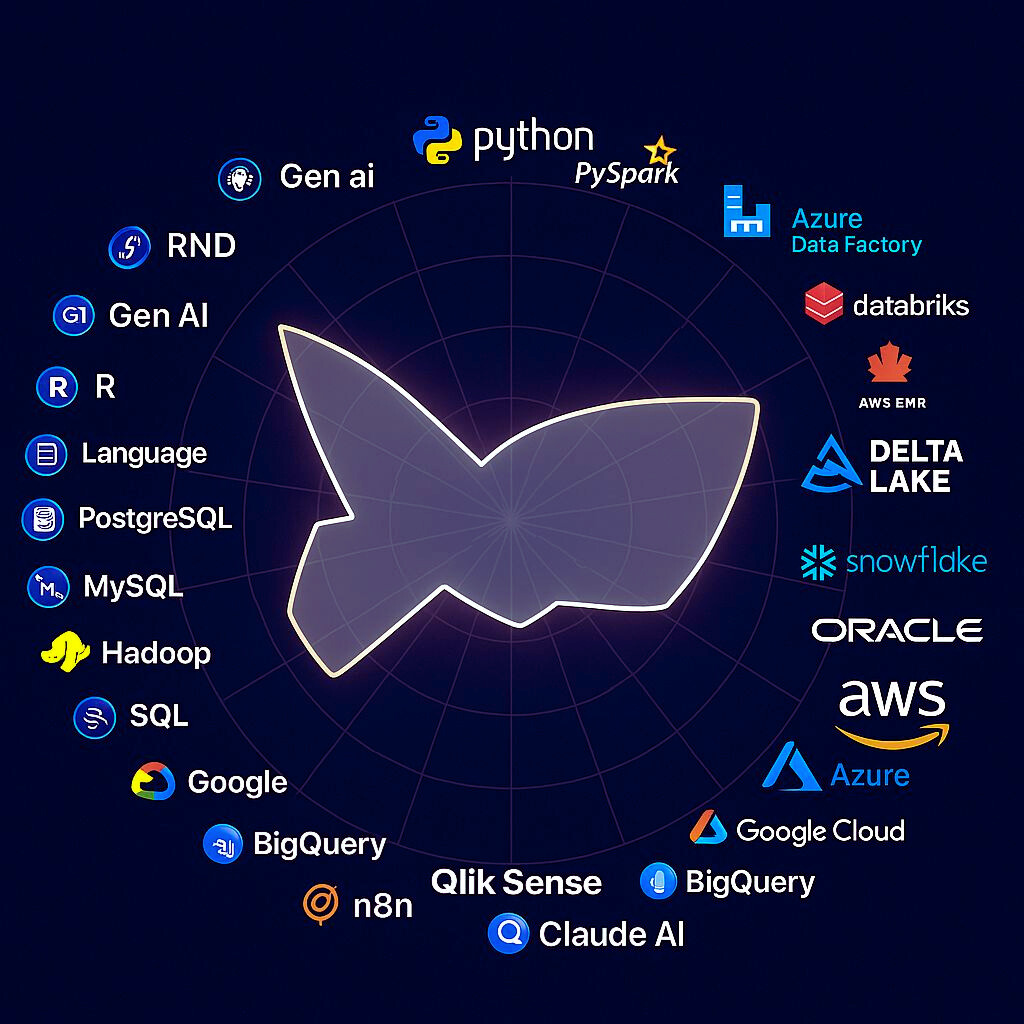 python
PySpark
Gen ai
Azure
Data Factory
RND
databriks
G1
Gen AI
AWS EMR
R
R
DELTA
LAKE
Language
PostgreSQL
snowflake
M
MySQL
ORACLE
Hadoop
aws
SQL
Azure
Google
Google Cloud
BigQuery
Qlik Sense
BigQuery
n8n
Claude AI